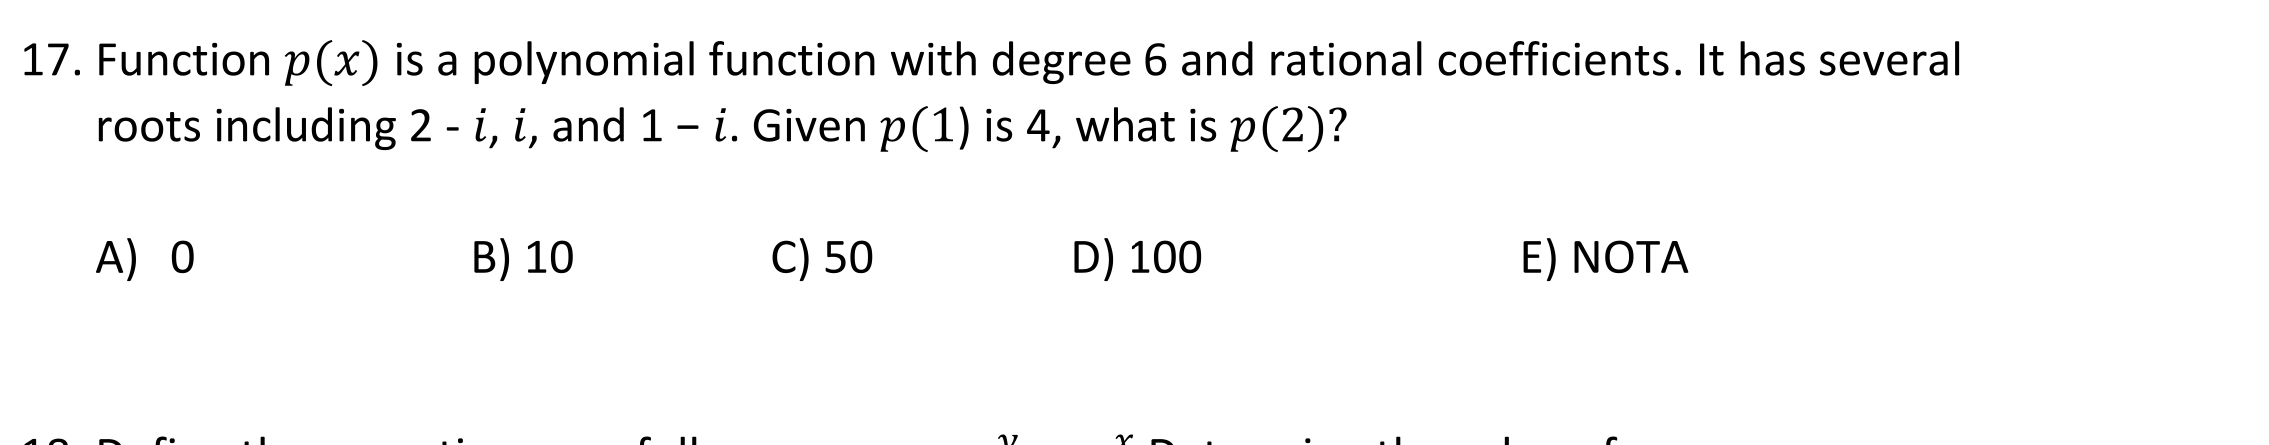 17. Function p(x) is a polynomial function with degree 6 and rational coefficients. It has several
roots including 2 - i, i, and 1 – i. Given p(1) is 4, what is p(2)?
A) 0 B) 10 C) 50 D) 100 E) NOTA